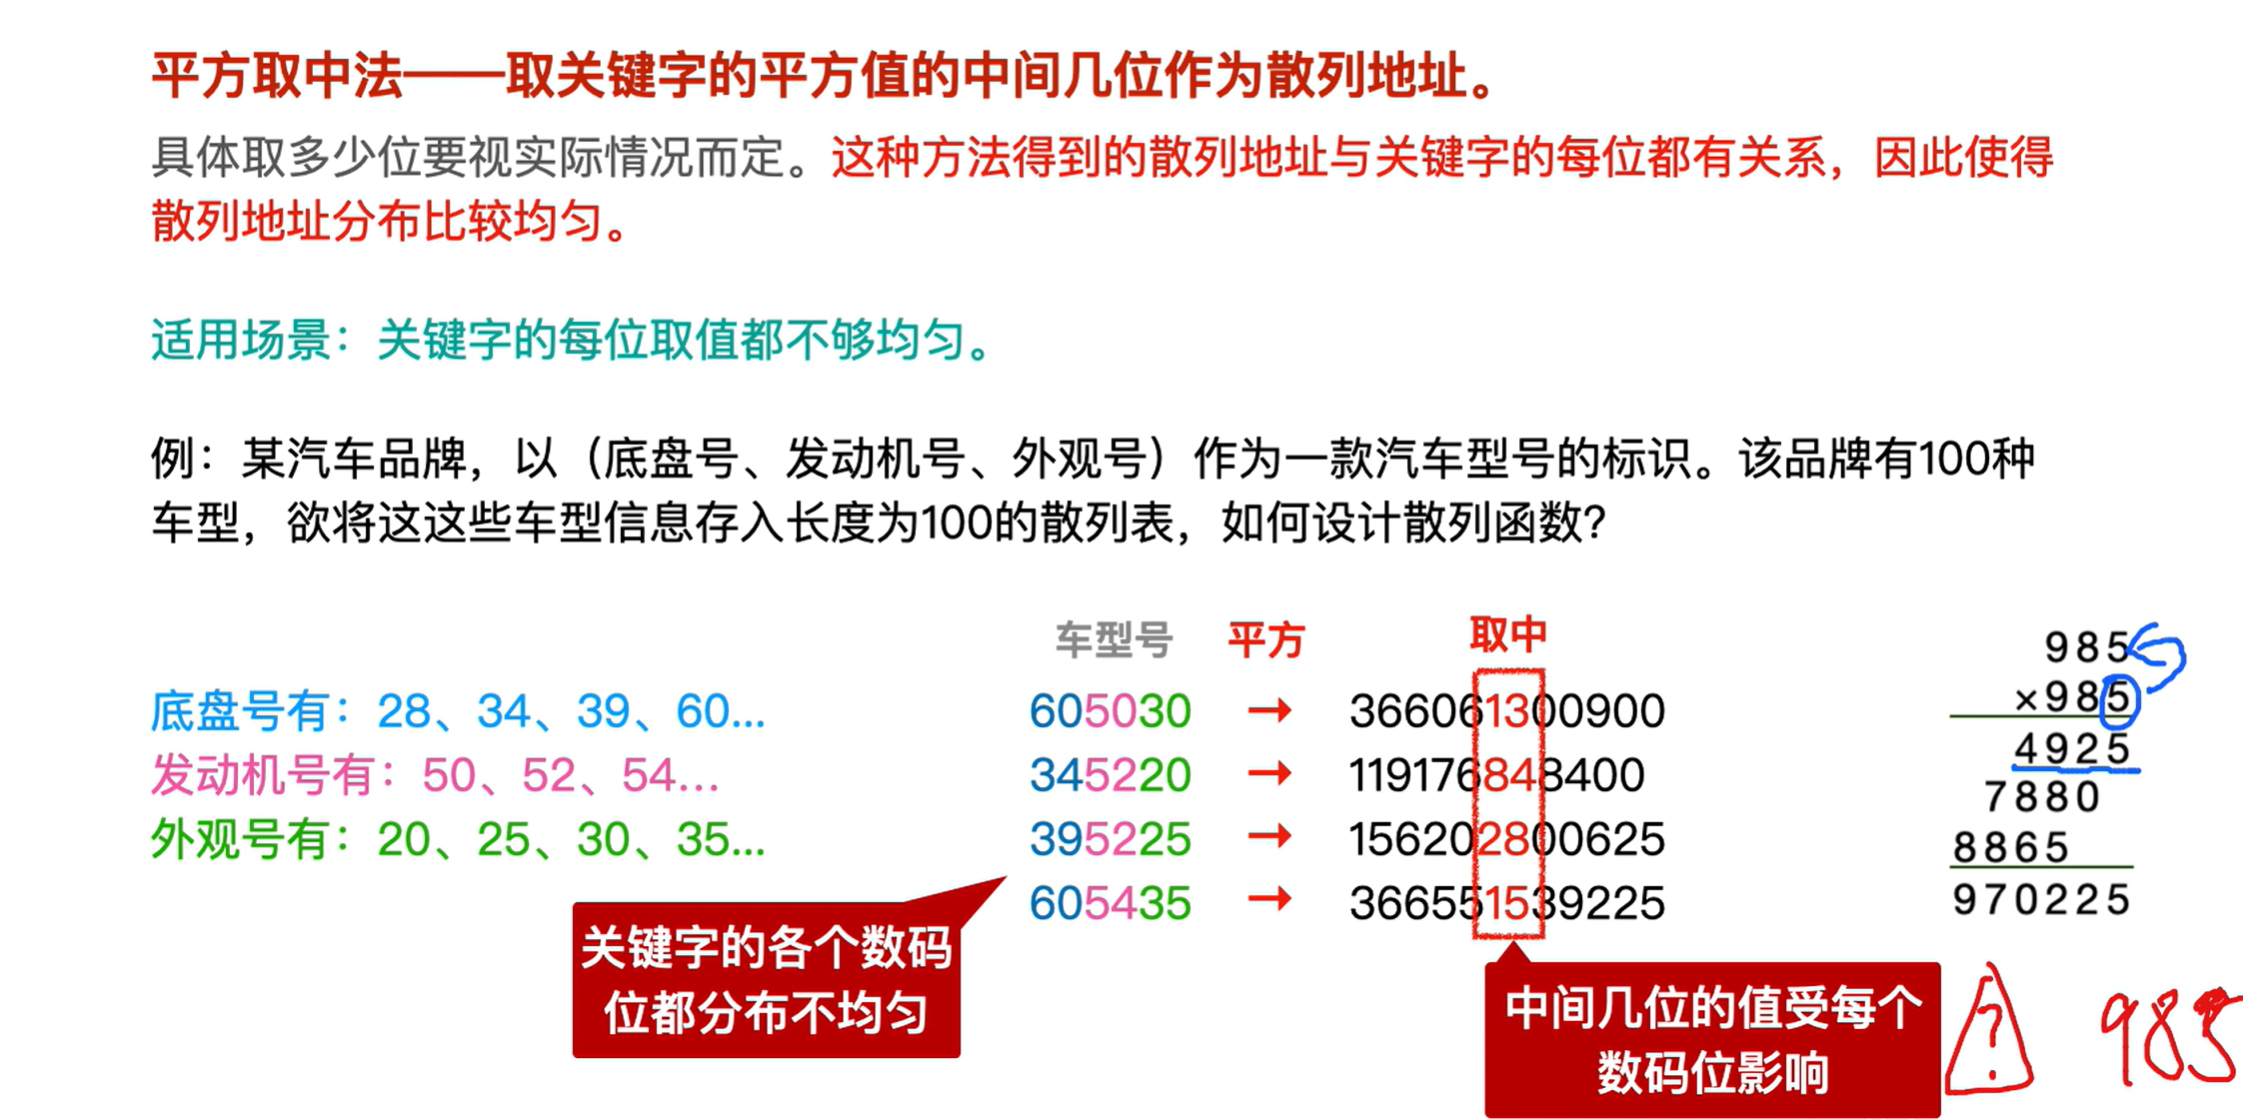 平方取中法——取关键字的平方值的中间几位作为散列地址。
具体取多少位要视实际情况而定。这种方法得到的散列地址与关键字的每位都有关系，因此使得
散列地址分布比较均匀。
适用场景：关键字的每位取值都不够均匀。
例：某汽车品牌，以（底盘号、发动机号、外观号）作为一款汽车型号的标识。该品牌有100种
车型，欲将这这些车型信息存入长度为100的散列表，如何设计散列函数？
底盘号有：28、34、39、60...
发动机号有：50、52、54...
外观号有：20、25、30、35...
关键字的各个数码
位都分布不均匀
车型号 平方 取中
605030 → 366061300900
345220 → 119176848400
395225 → 156202800625
605435 → 366551539225
中间几位的值受每个
数码位影响
985
×985
4925
7880
8865
970225
?
985